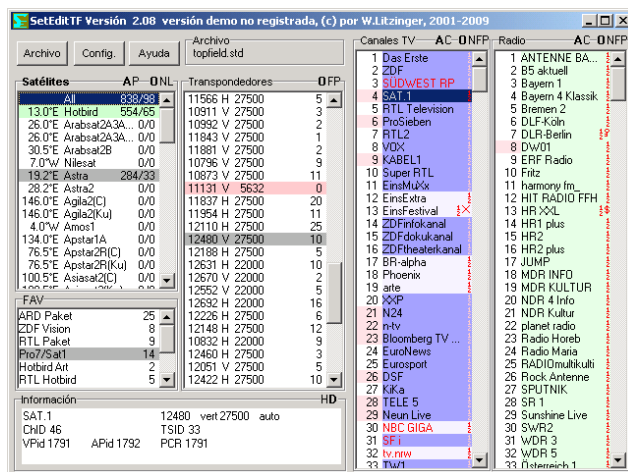 SetEditTF Versión 2.08 versión demo no registrada, (c) por W.Litzinger, 2001-2009
Archivo
Config.
Ayuda
Archivo
topfield.std
Satélites AP ONL
All 838/98
13.0°E Hotbird 554/65
26.0°E Arabsat2A3A... 0/0
26.0°E Arabsat2A3A... 0/0
30.5°E Arabsat2B 0/0
7.0°W Nilesat 0/0
19.2°E Astra 284/33
28.2°E Astra2 0/0
146.0°E Agila2(C) 0/0
146.0°E Agila2(Ku) 0/0
4.0°W Amos1 0/0
134.0°E Apstar1A 0/0
76.5°E Apstar2R(C) 0/0
76.5°E Apstar2R(Ku) 0/0
100.5°E Asiasat2(C) 0/0
FAV
ARD Paket 25
ZDF Vision 8
RTL Paket 9
Pro7/Sat1 14
Hotbird Art 2
RTL Hotbird 5
Transpondedores OFP
11566 H 27500 5
10911 V 27500 3
10992 V 27500 2
11843 V 27500 1
11881 V 27500 2
10796 V 27500 9
10873 V 27500 11
11131 V 5632 0
11837 H 27500 20
11954 H 27500 11
12110 H 27500 25
12480 V 27500 10
12188 H 27500 5
12631 H 22000 10
12670 V 22000 2
12552 V 22000 5
12692 H 22000 16
12226 H 27500 6
12148 H 27500 12
10832 H 22000 9
12460 H 27500 3
12051 V 27500 5
12422 H 27500 10
Información HD-
SAT.1 12480 vert 27500 auto
ChID 46 TSID 33
VPid 1791 APid 1792 PCR 1791
Canales TV AC ONFP
1 Das Erste
2 ZDF
3 SÜDWEST RP
4 SAT.1
5 RTL Television
6 ProSieben
7 RTL2
8 VOX
9 KABEL1
10 Super RTL
11 EinsMuXx
12 EinsExtra
13 EinsFestival
14 ZDFinfokanal
15 ZDFdokukanal
16 ZDFtheaterkanal
17 BR-alpha
18 Phoenix
19 arte
20 XXP
21 N24
22 n-tv
23 Bloomberg TV ...
24 EuroNews
25 Eurosport
26 DSF
27 KiKa
28 TELE 5
29 Neun Live
30 NBC GIGA
31 SF i
32 tv.nrw
33 TW1
Radio AC ONFP
1 ANTENNE BA...
2 B5 aktuell
3 Bayern 1
4 Bayern 4 Klassik
5 Bremen 2
6 DLF-Köln
7 DLR-Berlin
8 DW01
9 ERF Radio
10 Fritz
11 harmony fm_
12 HIT RADIO FFH
13 HR XXL
14 HR1 plus
15 HR2
16 HR2 plus
17 JUMP
18 MDR INFO
19 MDR KULTUR
20 NDR 4 Info
21 NDR Kultur
22 planet radio
23 Radio Horeb
24 Radio Maria
25 RADIOmultikulti
26 Rock Antenne
27 SPUTNIK
28 SR 1
29 Sunshine Live
30 SWR2
31 WDR 3
32 WDR 5
33 Österreich 1